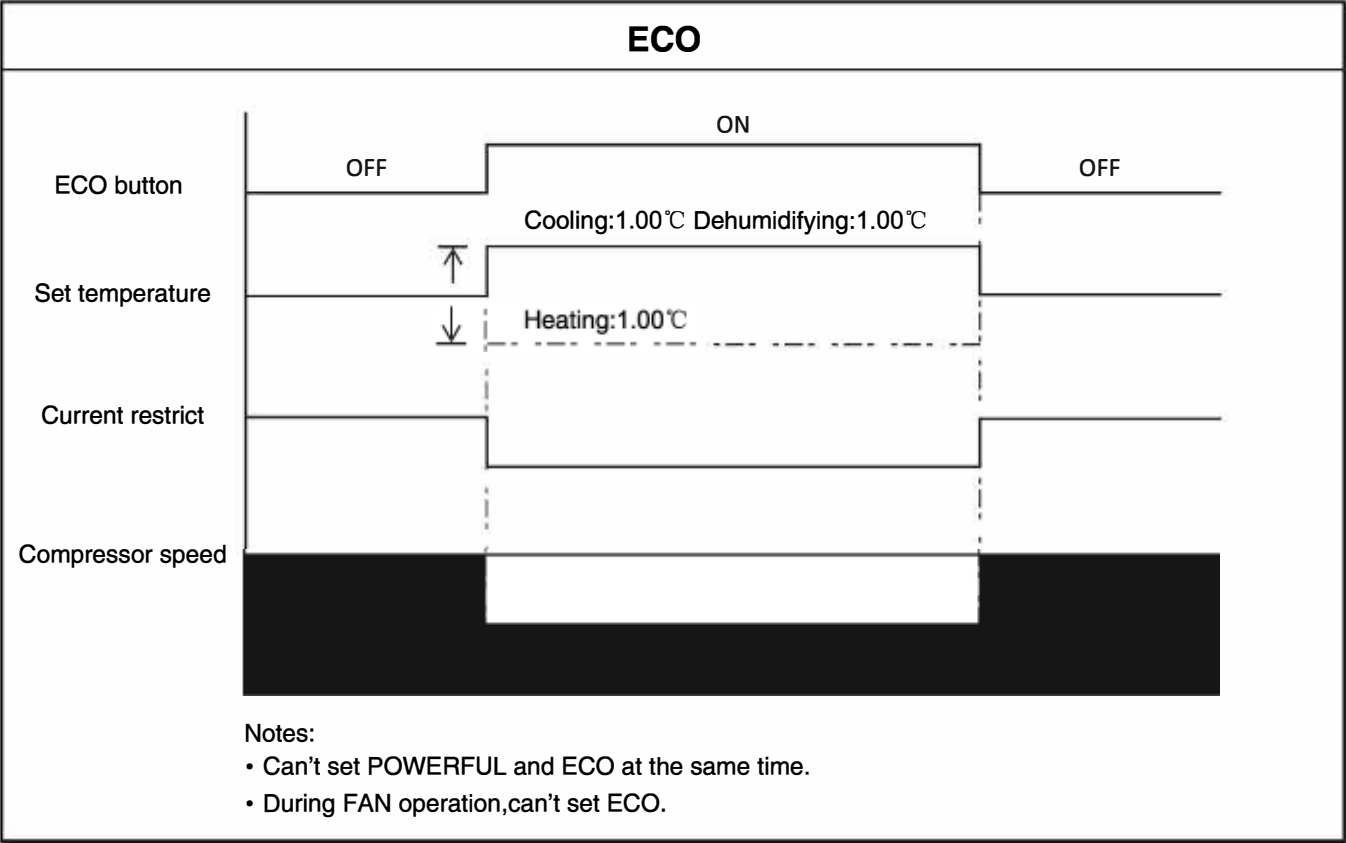 ECO
ON
OFF
OFF
ECO button
Cooling:1.00℃ Dehumidifying:1.00℃
Set temperature
Heating:1.00℃
Current restrict
Compressor speed
Notes:
• Can’t set POWERFUL and ECO at the same time.
• During FAN operation,can’t set ECO.